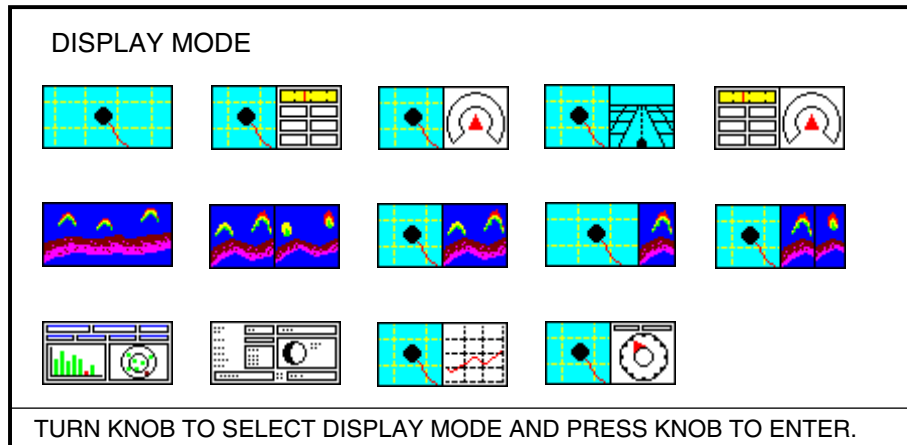 DISPLAY MODE
TURN KNOB TO SELECT DISPLAY MODE AND PRESS KNOB TO ENTER.